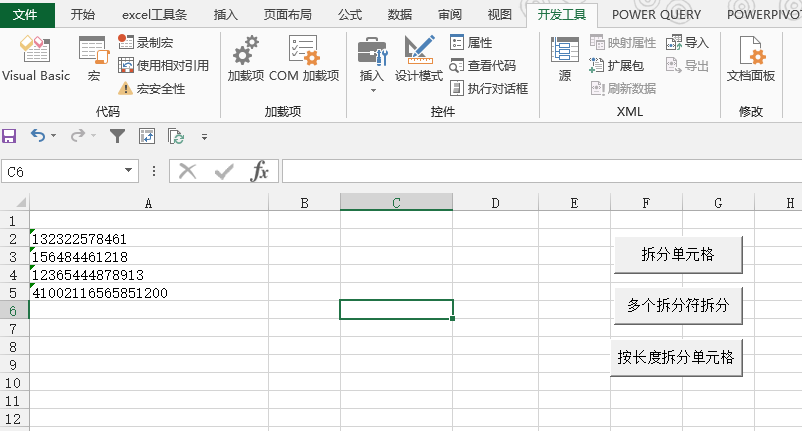 文件 开始 excel工具条 插入 页面布局 公式 数据 审阅 视图 开发工具 POWER QUERY POWERPIVO
Visual Basic 宏 录制宏 使用相对引用 宏安全性
加载项 COM 加载项
插入 设计模式 属性 查看代码 执行对话框
源 映射属性 扩展包 刷新数据 导入 导出
文档面板
代码 加载项 控件 XML 修改
C6 fx
A B C D E F G H
1
2 132322578461 拆分单元格
3 156484461218
4 12365444878913
5 41002116565851200
6 多个拆分符拆分
7
8
9 按长度拆分单元格
10
11
12